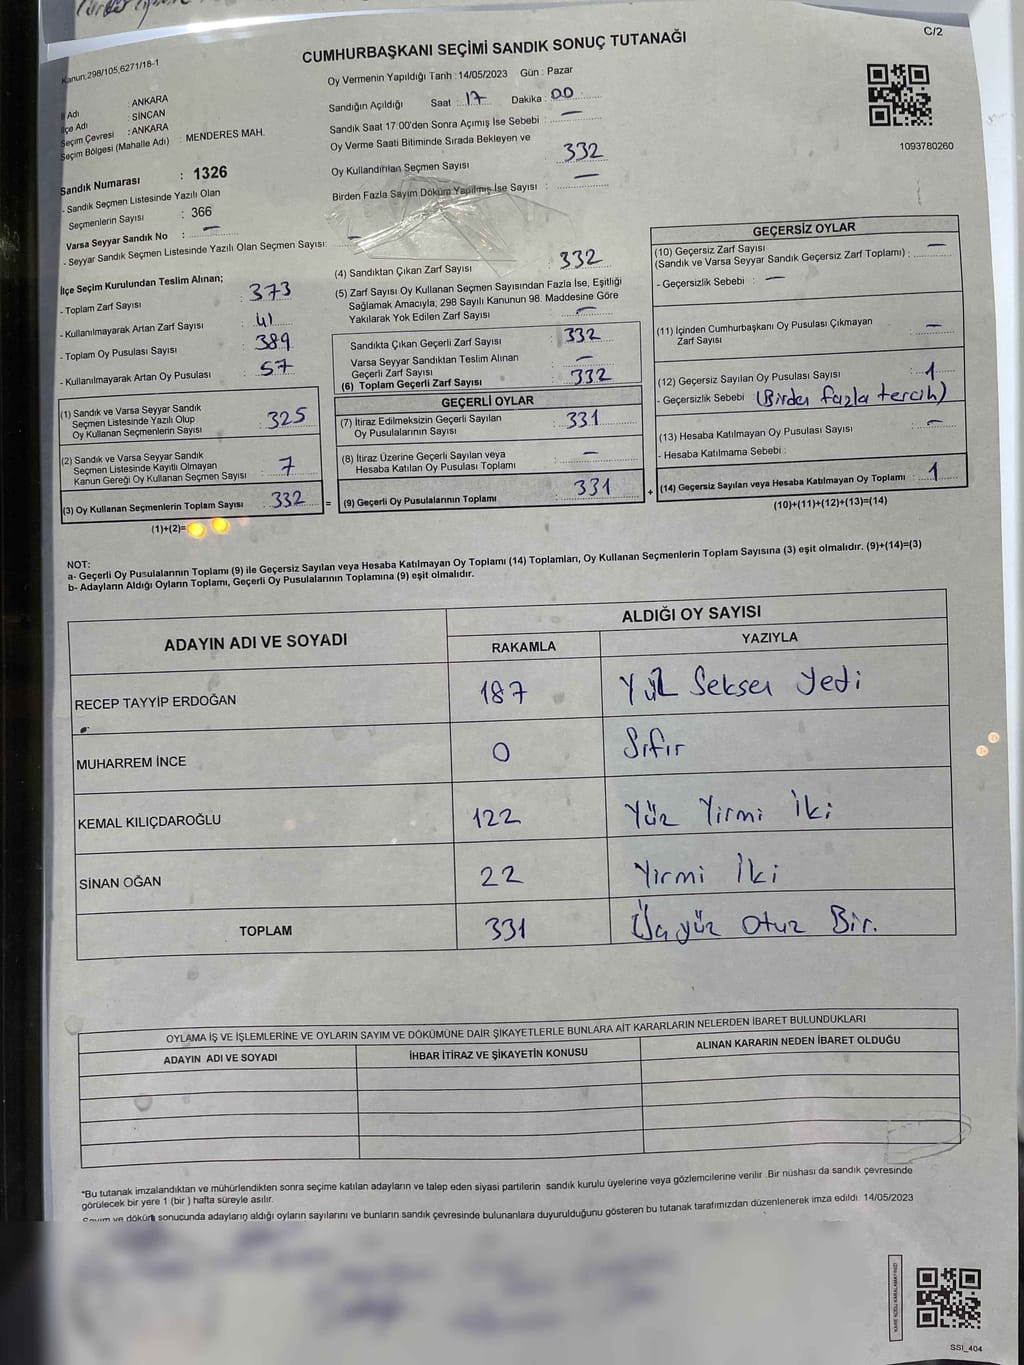 C/2
Kanun,298/105,6271/18-1
CUMHURBAŞKANI SEÇİMİ SANDIK SONUÇ TUTANAĞI
Oy Vermenin Yapıldığı Tarih :14/05/2023 Gün : Pazar
İl Adı : ANKARA
İlçe Adı : SİNCAN
Seçim Çevresi : ANKARA
Seçim Bölgesi (Mahalle Adı) : MENDERES MAH.
Sandığın Açıldığı Saat : 17 Dakika : 00
Sandık Saat 17:00'den Sonra Açımış İse Sebebi : —
Oy Verme Saati Bitiminde Sırada Bekleyen ve
Oy Kullandırılan Seçmen Sayısı : 332
Birden Fazla Sayım Döküm Yapılmış İse Sayısı : —
1093780260
Sandık Numarası : 1326
- Sandık Seçmen Listesinde Yazılı Olan
Seçmenlerin Sayısı : 366
Varsa Seyyar Sandık No : —
- Seyyar Sandık Seçmen Listesinde Yazılı Olan Seçmen Sayısı: —
İlçe Seçim Kurulundan Teslim Alınan;
- Toplam Zarf Sayısı : 373
- Kullanılmayarak Artan Zarf Sayısı : 41
- Toplam Oy Pusulası Sayısı : 389
- Kullanılmayarak Artan Oy Pusulası : 57
(1) Sandık ve Varsa Seyyar Sandık
Seçmen Listesinde Yazılı Olup
Oy Kullanan Seçmenlerin Sayısı : 325
(2) Sandık ve Varsa Seyyar Sandık
Seçmen Listesinde Kayıtlı Olmayan
Kanun Gereği Oy Kullanan Seçmen Sayısı : 7
(3) Oy Kullanan Seçmenlerin Toplam Sayısı : 332 =
(1)+(2)=
(4) Sandıktan Çıkan Zarf Sayısı : 332
(5) Zarf Sayısı Oy Kullanan Seçmen Sayısından Fazla İse, Eşitliği
Sağlamak Amacıyla, 298 Sayılı Kanunun 98. Maddesine Göre
Yakılarak Yok Edilen Zarf Sayısı : —
Sandıkta Çıkan Geçerli Zarf Sayısı : 332
Varsa Seyyar Sandıktan Teslim Alınan
Geçerli Zarf Sayısı : —
(6) Toplam Geçerli Zarf Sayısı : 332
GEÇERLİ OYLAR
(7) İtiraz Edilmeksizin Geçerli Sayılan
Oy Pusulalarının Sayısı : 331
(8) İtiraz Üzerine Geçerli Sayılan veya
Hesaba Katılan Oy Pusulası Toplamı : —
(9) Geçerli Oy Pusulalarının Toplamı : 331 +
GEÇERSİZ OYLAR
(10) Geçersiz Zarf Sayısı
(Sandık ve Varsa Seyyar Sandık Geçersiz Zarf Toplamı) : —
- Geçersizlik Sebebi : —
(11) İçinden Cumhurbaşkanı Oy Pusulası Çıkmayan
Zarf Sayısı : —
(12) Geçersiz Sayılan Oy Pusulası Sayısı : 1
- Geçersizlik Sebebi : (Birden fazla tercih)
(13) Hesaba Katılmayan Oy Pusulası Sayısı : —
- Hesaba Katılmama Sebebi :
(14) Geçersiz Sayılan veya Hesaba Katılmayan Oy Toplamı : 1
(10)+(11)+(12)+(13)=(14)
NOT:
a- Geçerli Oy Pusulalarının Toplamı (9) ile Geçersiz Sayılan veya Hesaba Katılmayan Oy Toplamı (14) Toplamları, Oy Kullanan Seçmenlerin Toplam Sayısına (3) eşit olmalıdır. (9)+(14)=(3)
b- Adayların Aldığı Oyların Toplamı, Geçerli Oy Pusulalarının Toplamına (9) eşit olmalıdır.
ADAYIN ADI VE SOYADI
ALDIĞI OY SAYISI
RAKAMLA YAZIYLA
RECEP TAYYİP ERDOĞAN 187 Yüz Seksen Yedi
MUHARREM İNCE 0 Sıfır
KEMAL KILIÇDAROĞLU 122 Yüz Yirmi İki
SİNAN OĞAN 22 Yirmi İki
TOPLAM 331 Üçyüz Otuz Bir.
OYLAMA İŞ VE İŞLEMLERİNE VE OYLARIN SAYIM VE DÖKÜMÜNE DAİR ŞİKAYETLERLE BUNLARA AİT KARARLARIN NELERDEN İBARET BULUNDUKLARI
ADAYIN ADI VE SOYADI İHBAR İTİRAZ VE ŞİKAYETİN KONUSU ALINAN KARARIN NEDEN İBARET OLDUĞU
*Bu tutanak imzalandıktan ve mühürlendikten sonra seçime katılan adayların ve talep eden siyasi partilerin sandık kurulu üyelerine veya gözlemcilerine verilir .Bir nüshası da sandık çevresinde
görülecek bir yere 1 (bir ) hafta süreyle asılır.
Sayım ve döküm sonucunda adayların aldığı oyların sayılarını ve bunların sandık çevresinde bulunanlara duyurulduğunu gösteren bu tutanak tarafımızdan düzenlenerek imza edildi. 14/05/2023
SSI_404